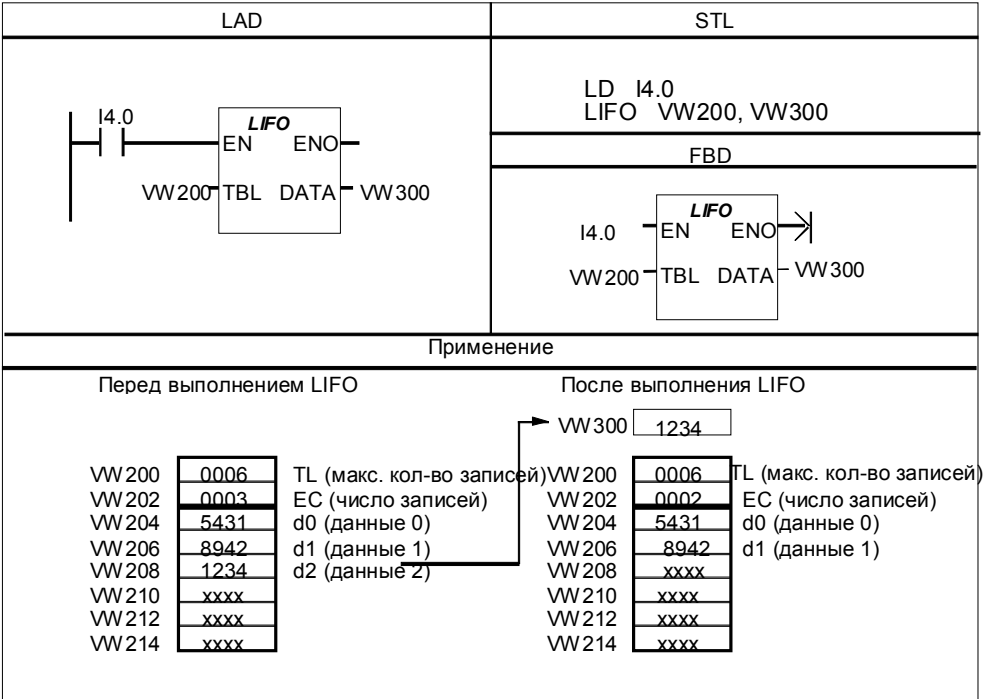 LAD
I4.0
LIFO
EN ENO
VW200 TBL DATA VW300
STL
LD I4.0
LIFO VW200, VW300
FBD
LIFO
I4.0 EN ENO
VW200 TBL DATA VW300
Применение
Перед выполнением LIFO
VW200 0006 TL (макс. кол-во записей)
VW202 0003 EC (число записей)
VW204 5431 d0 (данные 0)
VW206 8942 d1 (данные 1)
VW208 1234 d2 (данные 2)
VW210 xxxx
VW212 xxxx
VW214 xxxx
После выполнения LIFO
VW300 1234
VW200 0006 TL (макс. кол-во записей)
VW202 0002 EC (число записей)
VW204 5431 d0 (данные 0)
VW206 8942 d1 (данные 1)
VW208 xxxx
VW210 xxxx
VW212 xxxx
VW214 xxxx